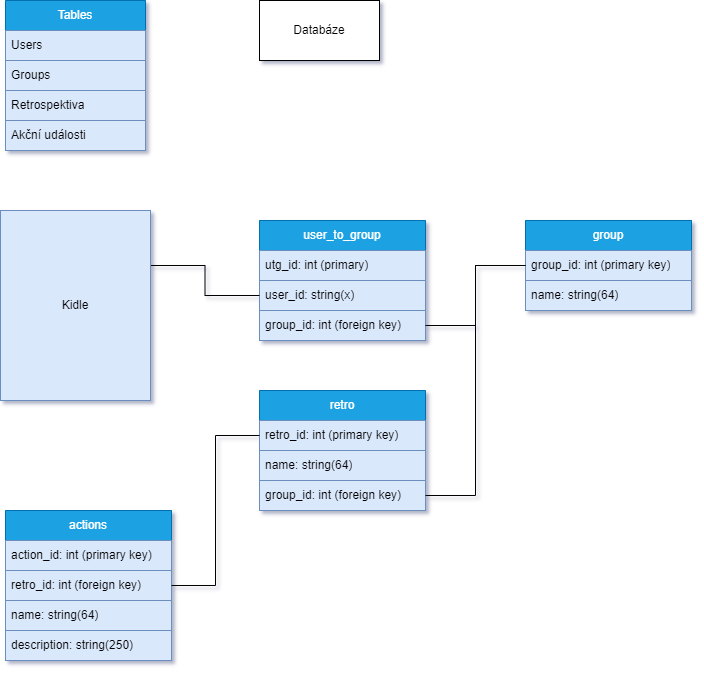 Tables
Users
Groups
Retrospektiva
Akční události
Databáze
Kidle
user_to_group
utg_id: int (primary)
user_id: string(x)
group_id: int (foreign key)
group
group_id: int (primary key)
name: string(64)
retro
retro_id: int (primary key)
name: string(64)
group_id: int (foreign key)
actions
action_id: int (primary key)
retro_id: int (foreign key)
name: string(64)
description: string(250)